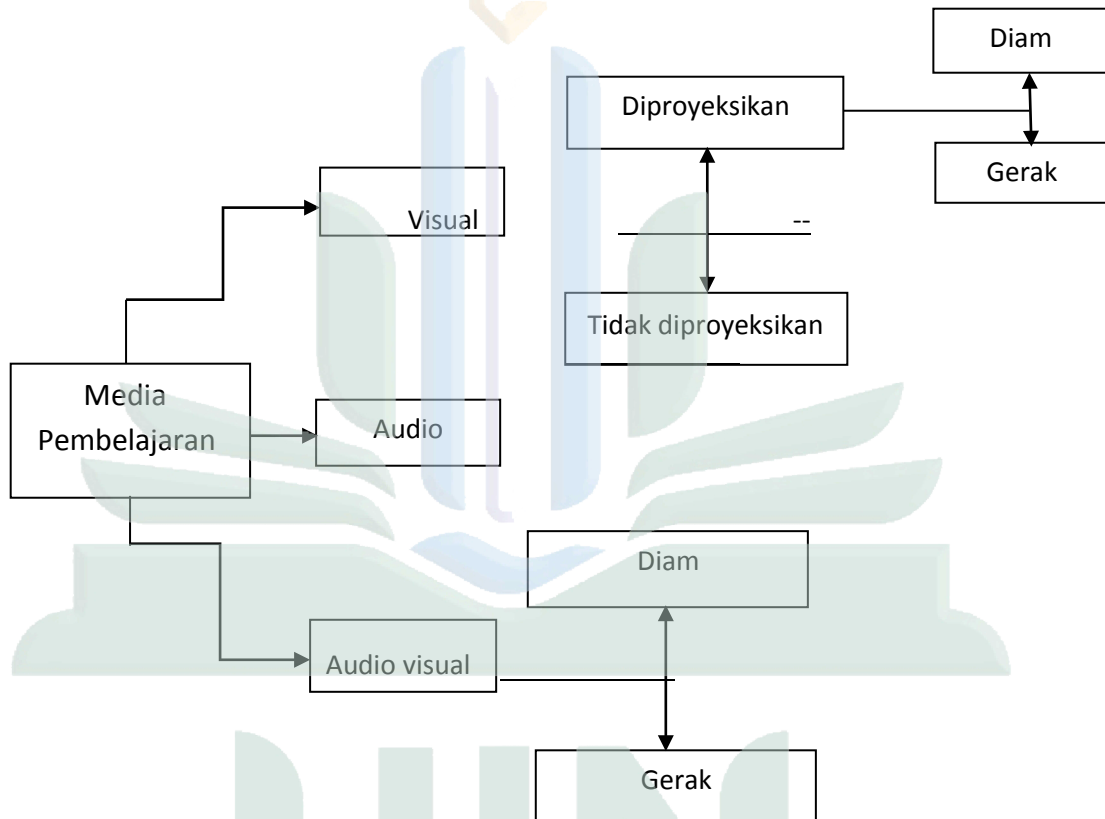 Diam
Diproyeksikan
Gerak
Visual
--
Tidak diproyeksikan
Media
Pembelajaran
Audio
Diam
Audio visual
Gerak